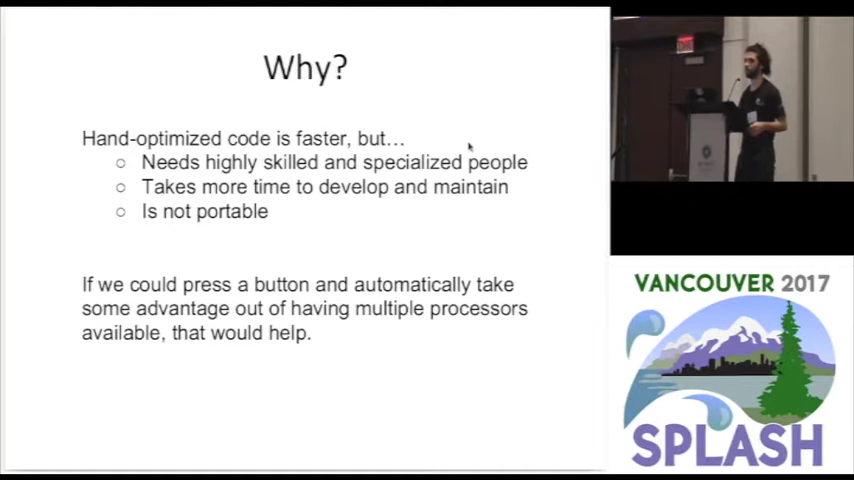 Why?
Hand-optimized code is faster, but…
○ Needs highly skilled and specialized people
○ Takes more time to develop and maintain
○ Is not portable
If we could press a button and automatically take
some advantage out of having multiple processors
available, that would help.
VANCOUVER 2017
SPLASH